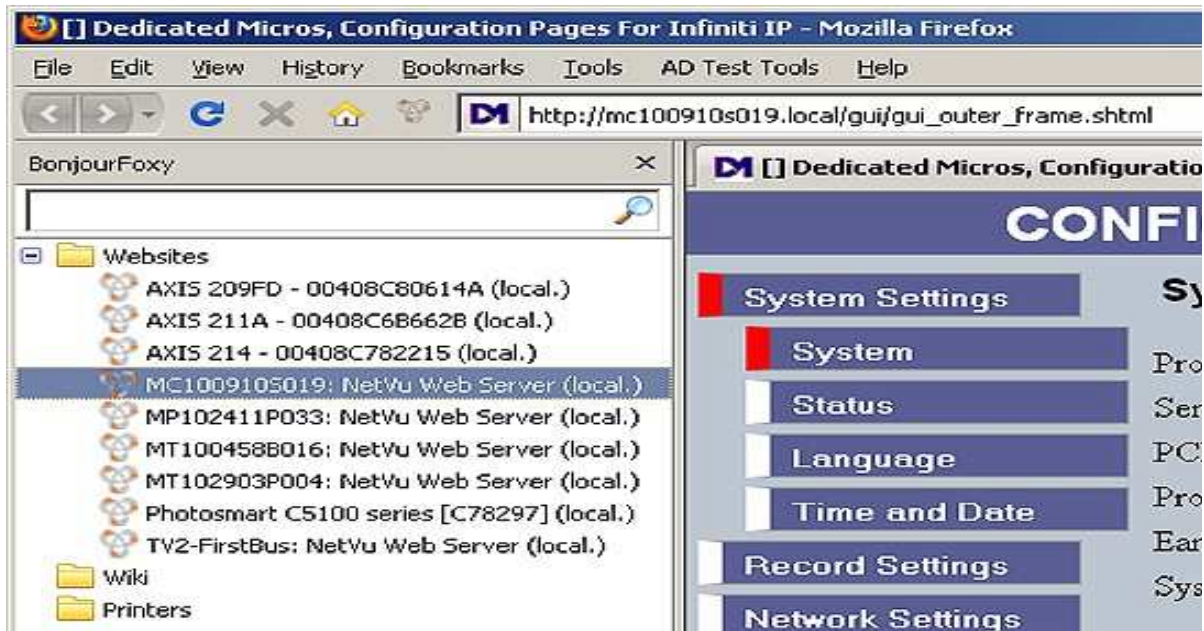 [] Dedicated Micros, Configuration Pages For Infiniti IP - Mozilla Firefox
File Edit View History Bookmarks Tools AD Test Tools Help
http://mc100910s019.local/gui/gui_outer_frame.shtml
BonjourFoxy
[] Dedicated Micros, Configuratio
CONFI
Websites
AXIS 209FD - 00408C80614A (local.)
AXIS 211A - 00408C6B662B (local.)
AXIS 214 - 00408C782215 (local.)
MC100910S019: NetVu Web Server (local.)
MP102411P033: NetVu Web Server (local.)
MT100458B016: NetVu Web Server (local.)
MT102903P004: NetVu Web Server (local.)
Photosmart C5100 series [C78297] (local.)
TV2-FirstBus: NetVu Web Server (local.)
Wiki
Printers
System Settings
System
Status
Language
Time and Date
Record Settings
Network Settings
Sy
Pro
Ser
PC
Pro
Ear
Sys